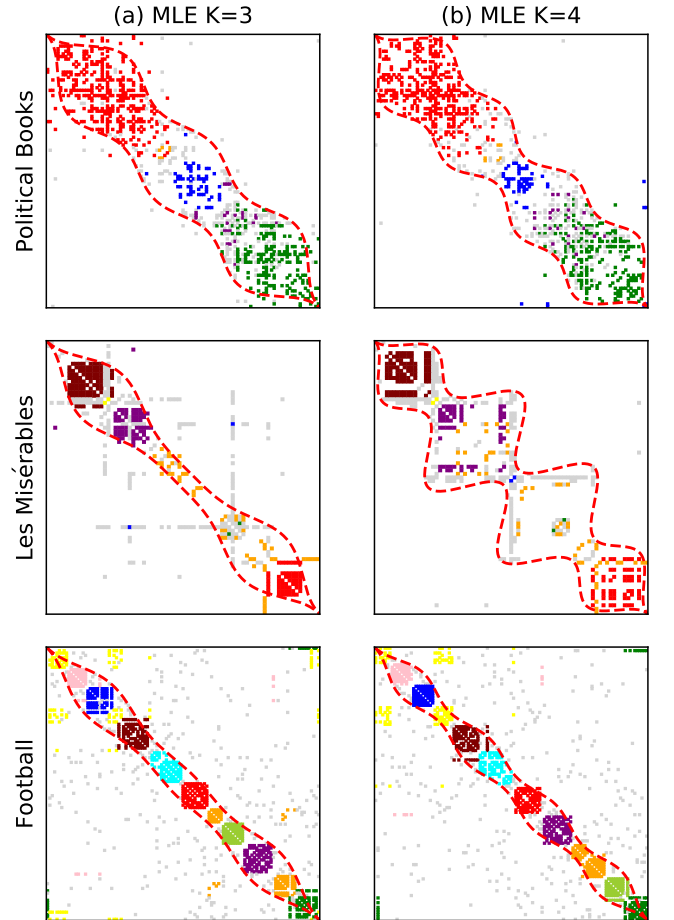 (a) MLE K=3
(b) MLE K=4
Political Books
Les Misérables
Football